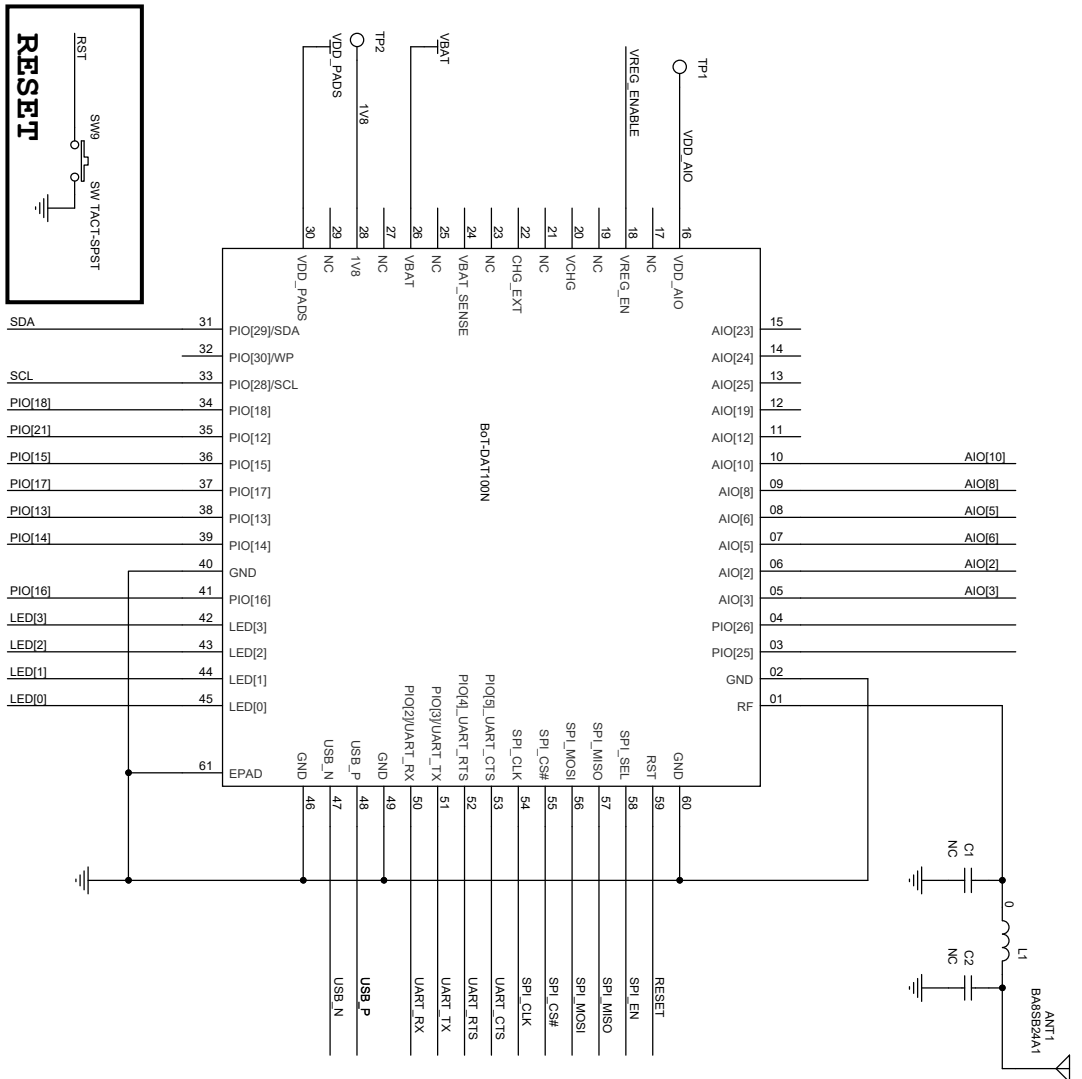 RESET
RST
SW9
SW TACT-SPST
VDD_PADS
TP2
1V8
VBAT
VREG_ENABLE
TP1
VDD_AIO
30
29
28
27
26
25
24
23
22
21
20
19
18
17
16
VDD_PADS
NC
1V8
NC
VBAT
NC
VBAT_SENSE
NC
CHG_EXT
NC
VCHG
NC
VREG_EN
NC
VDD_AIO
SDA 31 PIO[29]/SDA
32 PIO[30]/WP
SCL 33 PIO[28]/SCL
PIO[18] 34 PIO[18]
PIO[21] 35 PIO[12]
PIO[15] 36 PIO[15]
PIO[17] 37 PIO[17]
PIO[13] 38 PIO[13]
PIO[14] 39 PIO[14]
40 GND
PIO[16] 41 PIO[16]
LED[3] 42 LED[3]
LED[2] 43 LED[2]
LED[1] 44 LED[1]
LED[0] 45 LED[0]
61 EPAD
BoT-DAT100N
AIO[23] 15
AIO[24] 14
AIO[25] 13
AIO[19] 12
AIO[12] 11
AIO[10] 10 AIO[10]
AIO[8] 09 AIO[8]
AIO[6] 08 AIO[5]
AIO[5] 07 AIO[6]
AIO[2] 06 AIO[2]
AIO[3] 05 AIO[3]
PIO[26] 04
PIO[25] 03
GND 02
RF 01
GND
USB_N
USB_P
GND
PIO[2]/UART_RX
PIO[3]/UART_TX
PIO[4]_UART_RTS
PIO[5]_UART_CTS
SPI_CLK
SPI_CS#
SPI_MOSI
SPI_MISO
SPI_SEL
RST
GND
46
47
48
49
50
51
52
53
54
55
56
57
58
59
60
USB_N
USB_P
UART_RX
UART_TX
UART_RTS
UART_CTS
SPI_CLK
SPI_CS#
SPI_MOSI
SPI_MISO
SPI_EN
RESET
C1
NC
0
L1
C2
NC
ANT1
BA8SB24A1